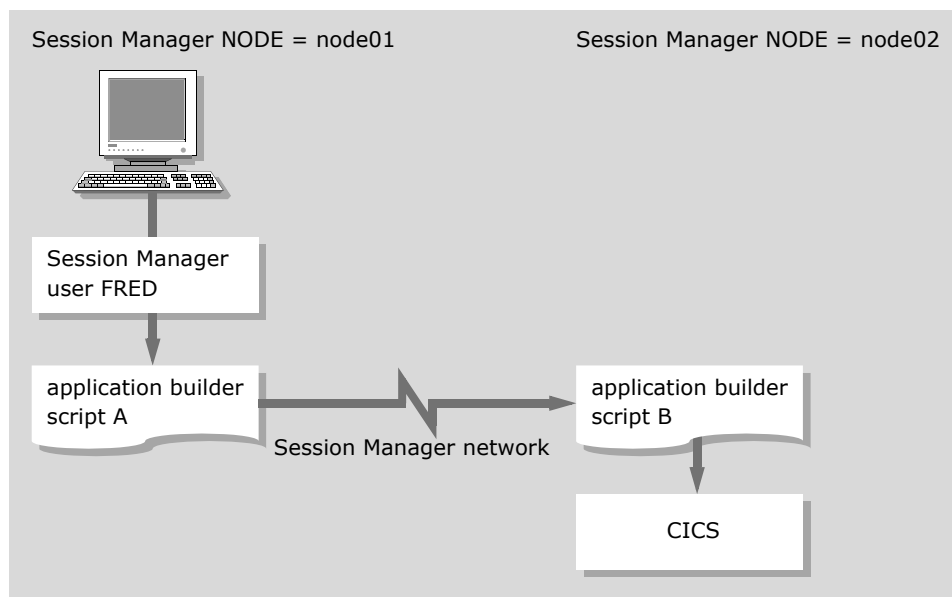 Session Manager NODE = node01
Session Manager NODE = node02
Session Manager
user FRED
application builder
script A
Session Manager network
application builder
script B
CICS